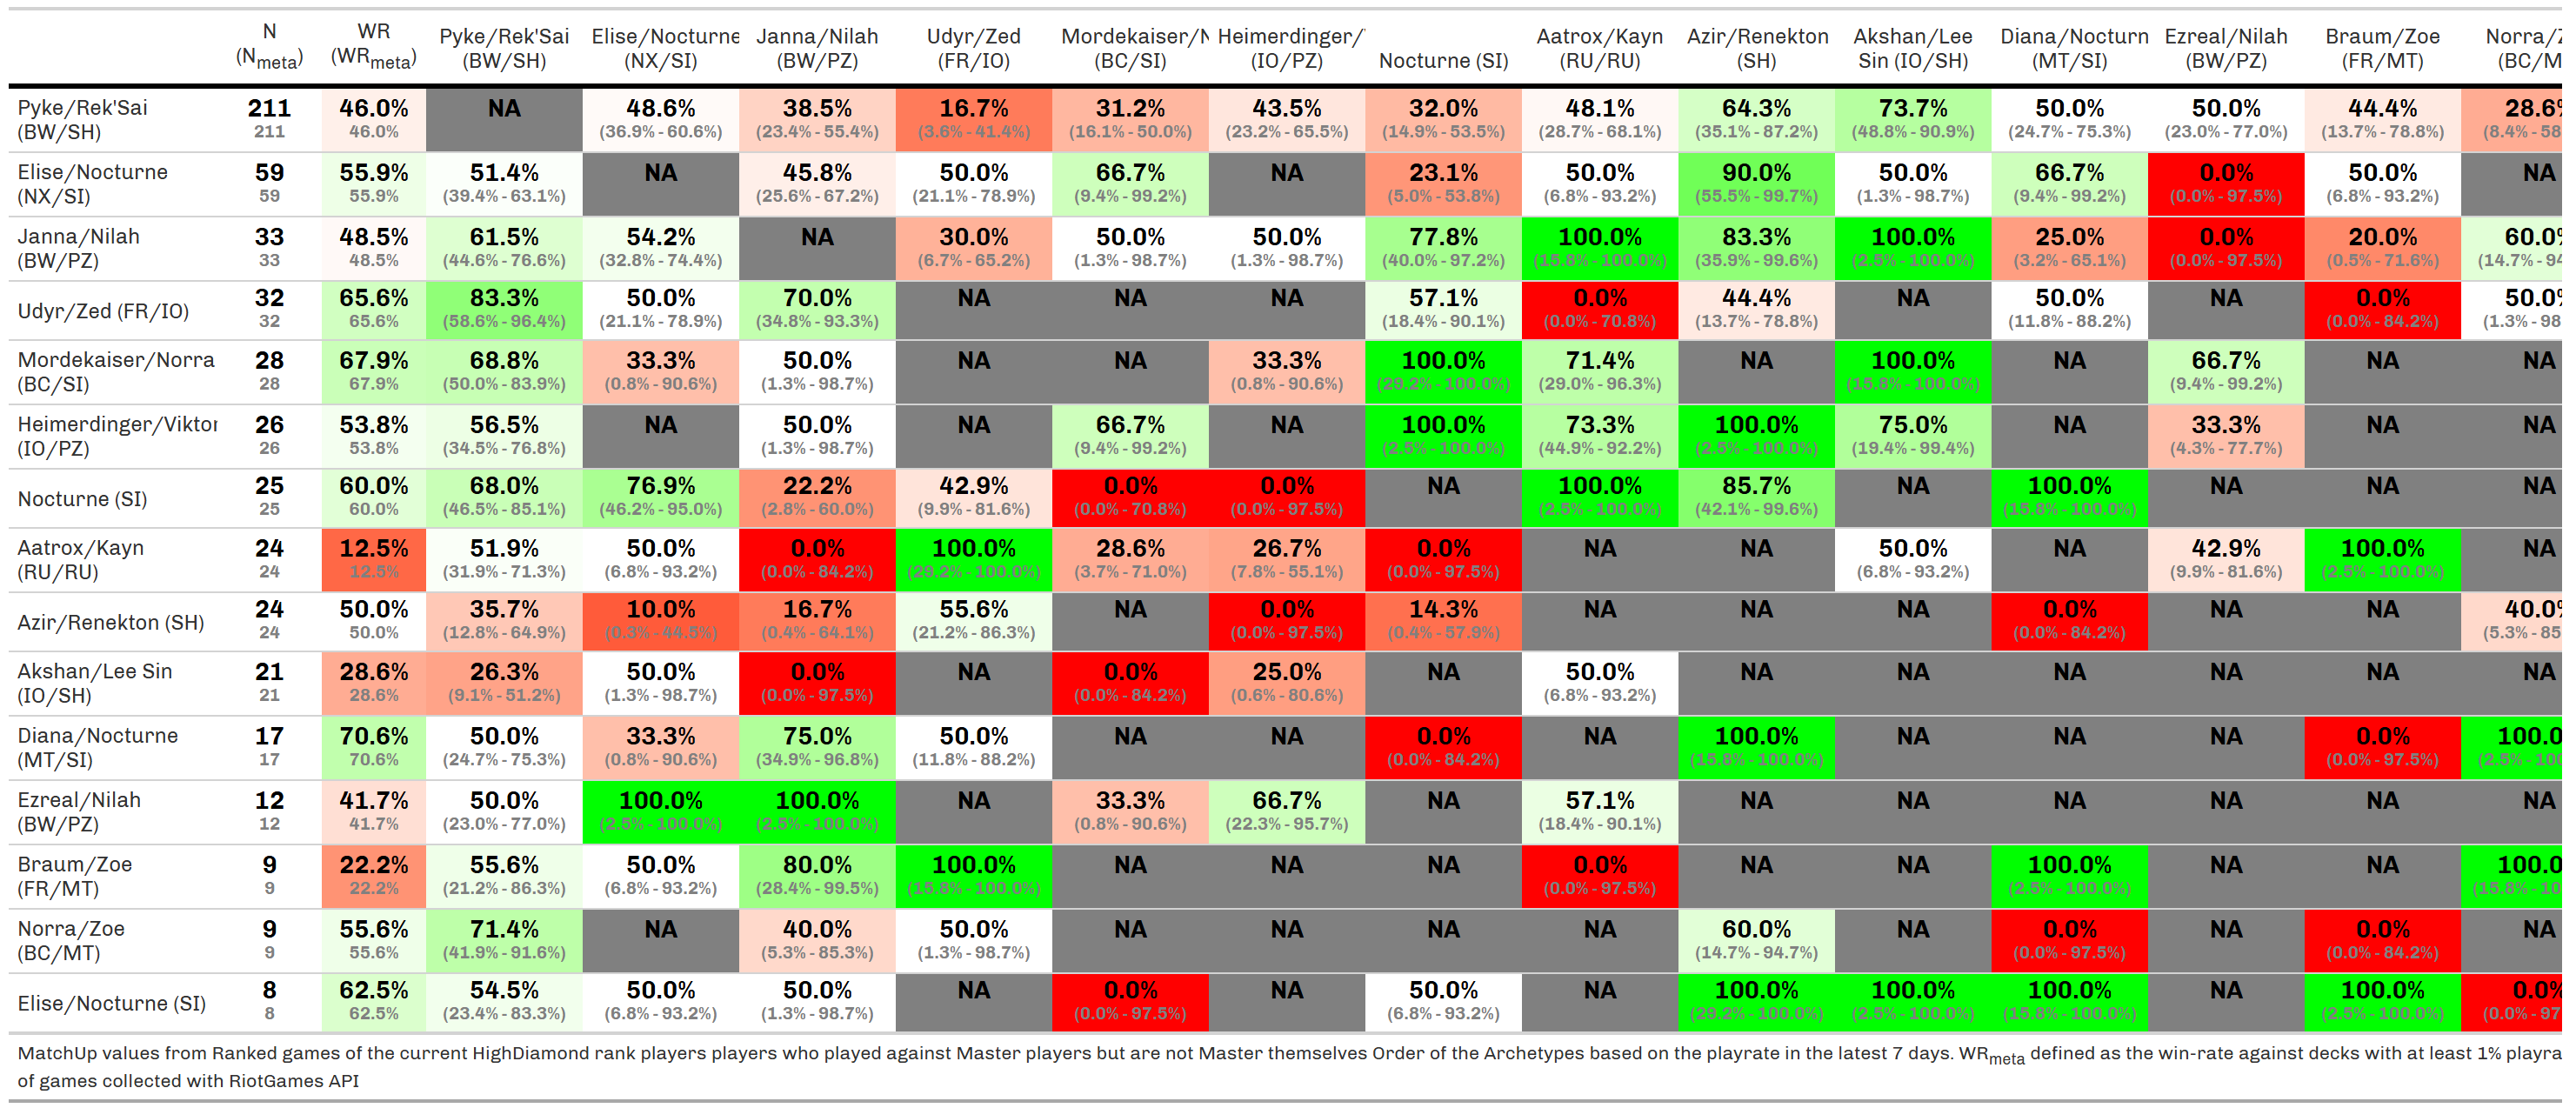 N WR Pyke/Rek'Sai Elise/Nocturne Janna/Nilah Udyr/Zed Mordekaiser/N Heimerdinger/ Nocturne (SI) Aatrox/Kayn Azir/Renekton Akshan/Lee Diana/Nocturn Ezreal/Nilah Braum/Zoe Norra/Z
(Nmeta) (WRmeta) (BW/SH) (NX/SI) (BW/PZ) (FR/IO) (BC/SI) (IO/PZ) (RU/RU) (SH) Sin (IO/SH) (MT/SI) (BW/PZ) (FR/MT) (BC/M
Pyke/Rek'Sai 211 46.0% NA 48.6% 38.5% 16.7% 31.2% 43.5% 32.0% 48.1% 64.3% 73.7% 50.0% 50.0% 44.4% 28.6%
(BW/SH) 211 46.0% (36.9% - 60.6%) (23.4% - 55.4%) (3.6% - 41.4%) (16.1% - 50.0%) (23.2% - 65.5%) (14.9% - 53.5%) (28.7% - 68.1%) (35.1% - 87.2%) (48.8% - 90.9%) (24.7% - 75.3%) (23.0% - 77.0%) (13.7% - 78.8%) (8.4% - 58
Elise/Nocturne 59 55.9% 51.4% NA 45.8% 50.0% 66.7% NA 23.1% 50.0% 90.0% 50.0% 66.7% 0.0% 50.0% NA
(NX/SI) 59 55.9% (39.4% - 63.1%) (25.6% - 67.2%) (21.1% - 78.9%) (9.4% - 99.2%) (5.0% - 53.8%) (6.8% - 93.2%) (55.5% - 99.7%) (1.3% - 98.7%) (9.4% - 99.2%) (0.0% - 97.5%) (6.8% - 93.2%)
Janna/Nilah 33 48.5% 61.5% 54.2% NA 30.0% 50.0% 50.0% 77.8% 100.0% 83.3% 100.0% 25.0% 0.0% 20.0% 60.0%
(BW/PZ) 33 48.5% (44.6% - 76.6%) (32.8% - 74.4%) (6.7% - 65.2%) (1.3% - 98.7%) (1.3% - 98.7%) (40.0% - 97.2%) (15.8% - 100.0%) (35.9% - 99.6%) (2.5% - 100.0%) (3.2% - 65.1%) (0.0% - 97.5%) (0.5% - 71.6%) (14.7% - 94
Udyr/Zed (FR/IO) 32 65.6% 83.3% 50.0% 70.0% NA NA NA 57.1% 0.0% 44.4% NA 50.0% NA 0.0% 50.0%
32 65.6% (58.6% - 96.4%) (21.1% - 78.9%) (34.8% - 93.3%) (18.4% - 90.1%) (0.0% - 70.8%) (13.7% - 78.8%) (11.8% - 88.2%) (0.0% - 84.2%) (1.3% - 98
Mordekaiser/Norra 28 67.9% 68.8% 33.3% 50.0% NA NA 33.3% 100.0% 71.4% NA 100.0% NA 66.7% NA NA
(BC/SI) 28 67.9% (50.0% - 83.9%) (0.8% - 90.6%) (1.3% - 98.7%) (0.8% - 90.6%) (29.2% - 100.0%) (29.0% - 96.3%) (15.8% - 100.0%) (9.4% - 99.2%)
Heimerdinger/Viktor 26 53.8% 56.5% NA 50.0% NA 66.7% NA 100.0% 73.3% 100.0% 75.0% NA 33.3% NA NA
(IO/PZ) 26 53.8% (34.5% - 76.8%) (1.3% - 98.7%) (9.4% - 99.2%) (2.5% - 100.0%) (44.9% - 92.2%) (2.5% - 100.0%) (19.4% - 99.4%) (4.3% - 77.7%)
Nocturne (SI) 25 60.0% 68.0% 76.9% 22.2% 42.9% 0.0% 0.0% NA 100.0% 85.7% NA 100.0% NA NA NA
25 60.0% (46.5% - 85.1%) (46.2% - 95.0%) (2.8% - 60.0%) (9.9% - 81.6%) (0.0% - 70.8%) (0.0% - 97.5%) (2.5% - 100.0%) (42.1% - 99.6%) (15.8% - 100.0%)
Aatrox/Kayn 24 12.5% 51.9% 50.0% 0.0% 100.0% 28.6% 26.7% 0.0% NA NA 50.0% NA 42.9% 100.0% NA
(RU/RU) 24 12.5% (31.9% - 71.3%) (6.8% - 93.2%) (0.0% - 84.2%) (29.2% - 100.0%) (3.7% - 71.0%) (7.8% - 55.1%) (0.0% - 97.5%) (6.8% - 93.2%) (9.9% - 81.6%) (2.5% - 100.0%)
Azir/Renekton (SH) 24 50.0% 35.7% 10.0% 16.7% 55.6% NA 0.0% 14.3% NA NA NA 0.0% NA NA 40.0%
24 50.0% (12.8% - 64.9%) (0.3% - 44.5%) (0.4% - 64.1%) (21.2% - 86.3%) (0.0% - 97.5%) (0.4% - 57.9%) (0.0% - 84.2%) (5.3% - 85
Akshan/Lee Sin 21 28.6% 26.3% 50.0% 0.0% NA 0.0% 25.0% NA 50.0% NA NA NA NA NA NA
(IO/SH) 21 28.6% (9.1% - 51.2%) (1.3% - 98.7%) (0.0% - 97.5%) (0.0% - 84.2%) (0.6% - 80.6%) (6.8% - 93.2%)
Diana/Nocturne 17 70.6% 50.0% 33.3% 75.0% 50.0% NA NA 0.0% NA 100.0% NA NA NA 0.0% 100.0
(MT/SI) 17 70.6% (24.7% - 75.3%) (0.8% - 90.6%) (34.9% - 96.8%) (11.8% - 88.2%) (0.0% - 84.2%) (15.8% - 100.0%) (0.0% - 97.5%) (2.5% - 100
Ezreal/Nilah 12 41.7% 50.0% 100.0% 100.0% NA 33.3% 66.7% NA 57.1% NA NA NA NA NA NA
(BW/PZ) 12 41.7% (23.0% - 77.0%) (2.5% - 100.0%) (2.5% - 100.0%) (0.8% - 90.6%) (22.3% - 95.7%) (18.4% - 90.1%)
Braum/Zoe 9 22.2% 55.6% 50.0% 80.0% 100.0% NA NA NA 0.0% NA NA 100.0% NA NA 100.0
(FR/MT) 9 22.2% (21.2% - 86.3%) (6.8% - 93.2%) (28.4% - 99.5%) (15.8% - 100.0%) (0.0% - 97.5%) (2.5% - 100.0%) (15.8% - 10
Norra/Zoe 9 55.6% 71.4% NA 40.0% 50.0% NA NA NA NA 60.0% NA 0.0% NA 0.0% NA
(BC/MT) 9 55.6% (41.9% - 91.6%) (5.3% - 85.3%) (1.3% - 98.7%) (14.7% - 94.7%) (0.0% - 97.5%) (0.0% - 84.2%)
Elise/Nocturne (SI) 8 62.5% 54.5% 50.0% 50.0% NA 0.0% NA 50.0% NA 100.0% 100.0% 100.0% NA 100.0% 0.0%
8 62.5% (23.4% - 83.3%) (6.8% - 93.2%) (1.3% - 98.7%) (0.0% - 97.5%) (6.8% - 93.2%) (29.2% - 100.0%) (2.5% - 100.0%) (15.8% - 100.0%) (2.5% - 100.0%) (0.0% - 97
MatchUp values from Ranked games of the current HighDiamond rank players players who played against Master players but are not Master themselves Order of the Archetypes based on the playrate in the latest 7 days. WRmeta defined as the win-rate against decks with at least 1% playra
of games collected with RiotGames API